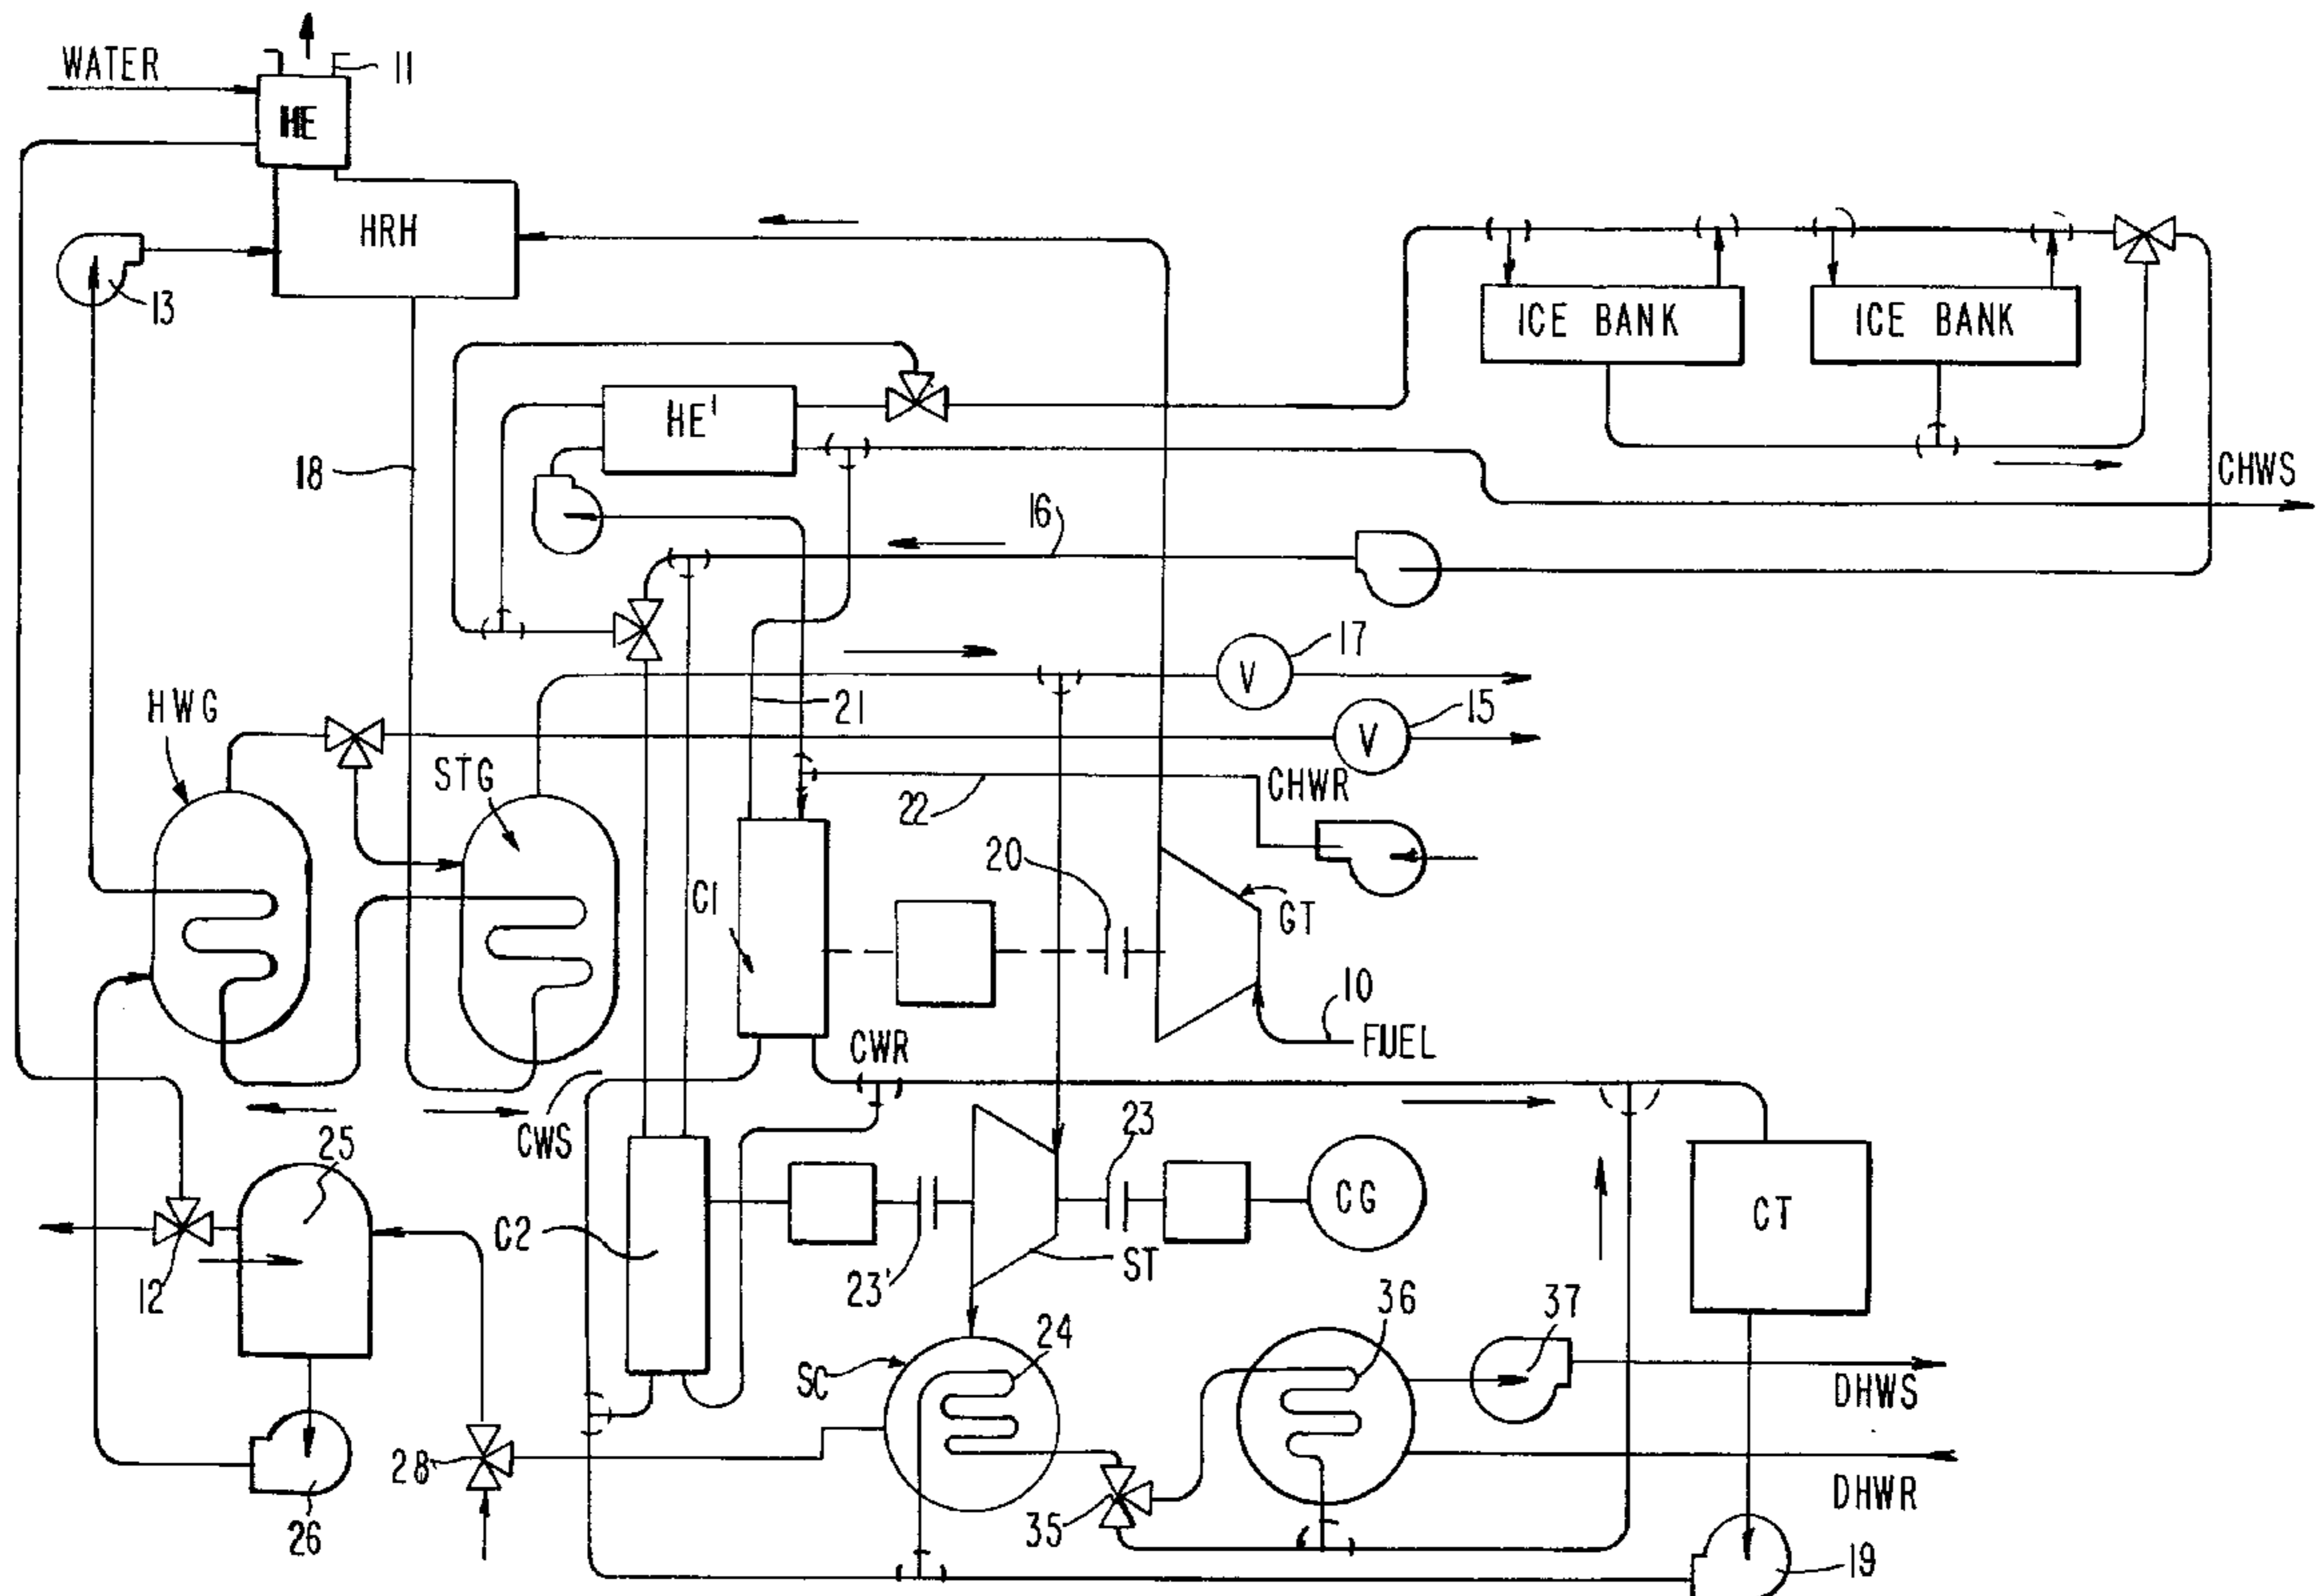 WATER
11
HE
HRH
13
ICE BANK
ICE BANK
HE'
18
16
CHWS
17
V
21
15
V
HWG
STG
CHWR
22
20
C1
GT
10
FUEL
CWR
CWS
25
23
C2
CG
CT
ST
12
23'
36
37
24
SC
DHWS
28
DHWR
35
26
19